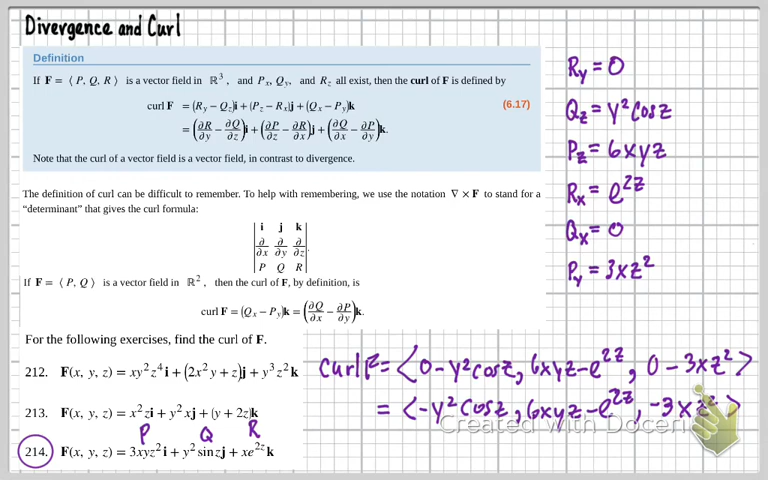 Divergence and Curl
Definition
If F = ⟨ P, Q, R ⟩ is a vector field in ℝ³, and Pₓ, Q_y, and R_z all exist, then the curl of F is defined by
curl F = (R_y − Q_z)i + (P_z − R_x)j + (Q_x − P_y)k (6.17)
= (∂R/∂y − ∂Q/∂z)i + (∂P/∂z − ∂R/∂x)j + (∂Q/∂x − ∂P/∂y)k.
Note that the curl of a vector field is a vector field, in contrast to divergence.
The definition of curl can be difficult to remember. To help with remembering, we use the notation ∇ × F to stand for a
“determinant” that gives the curl formula:
| i j k |
| ∂/∂x ∂/∂y ∂/∂z |.
| P Q R |
If F = ⟨ P, Q ⟩ is a vector field in ℝ², then the curl of F, by definition, is
curl F = (Q_x − P_y)k = (∂Q/∂x − ∂P/∂y)k.
For the following exercises, find the curl of F.
212. F(x, y, z) = xy²z⁴i + (2x²y + z)j + y³z²k
213. F(x, y, z) = x²zi + y²xj + (y + 2z)k
P Q R
214. F(x, y, z) = 3xyz²i + y² sin zj + xe^{2z}k
R_y = 0
Q_z = y² cos z
P_z = 6xyz
R_x = e^{2z}
Q_x = 0
P_y = 3xz²
Curl F = ⟨0 − y² cos z, 6xyz − e^{2z}, 0 − 3xz²⟩
= ⟨−y² cos z, 6xyz − e^{2z}, −3xz²⟩
Created with Doceri